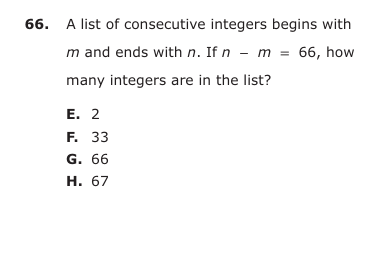 66. A list of consecutive integers begins with
m and ends with n. If n − m = 66, how
many integers are in the list?
E. 2
F. 33
G. 66
H. 67